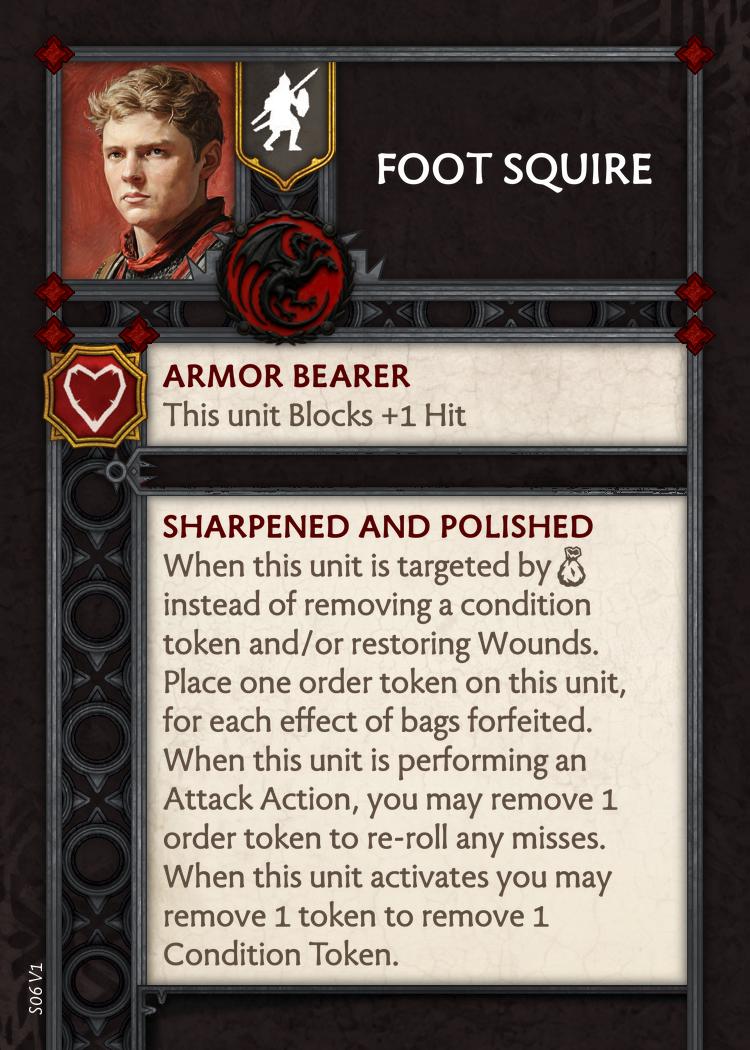 FOOT SQUIRE
ARMOR BEARER
This unit Blocks +1 Hit
SHARPENED AND POLISHED
When this unit is targeted by
instead of removing a condition
token and/or restoring Wounds.
Place one order token on this unit,
for each effect of bags forfeited.
When this unit is performing an
Attack Action, you may remove 1
order token to re-roll any misses.
When this unit activates you may
remove 1 token to remove 1
Condition Token.
S06 V1